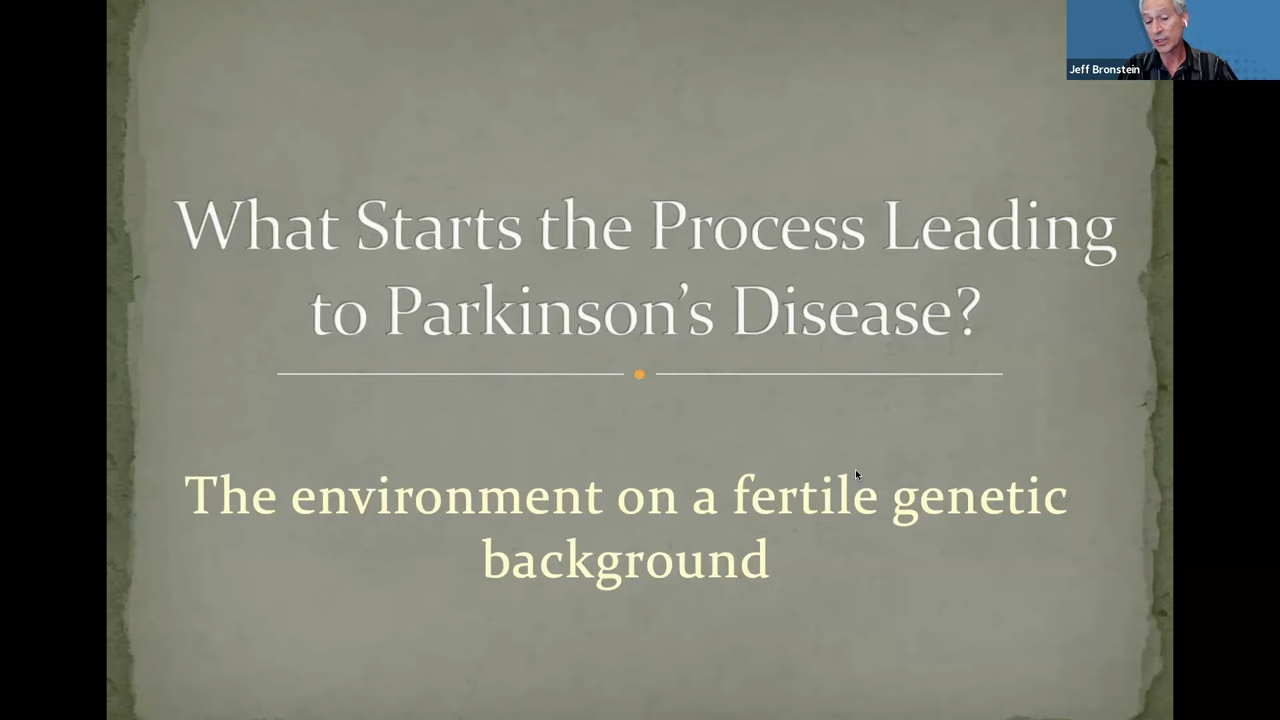 Jeff Bronstein
What Starts the Process Leading
to Parkinson’s Disease?
The environment on a fertile genetic
background